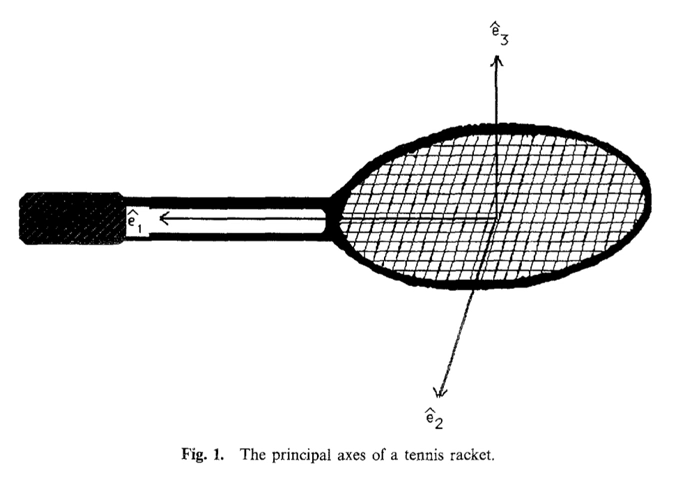 ê3
ê1
ê2
Fig. 1. The principal axes of a tennis racket.